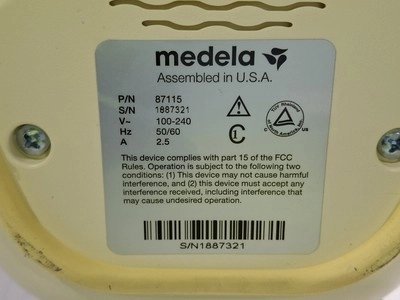 medela
Assembled in U.S.A.
P/N 87115
S/N 1887321
V~ 100-240
Hz 50/60
A 2.5
This device complies with part 15 of the FCC
Rules. Operation is subject to the following two
conditions: (1) This device may not cause harmful
interference, and (2) this device must accept any
interference received, including interference that
may cause undesired operation.
S/N1887321